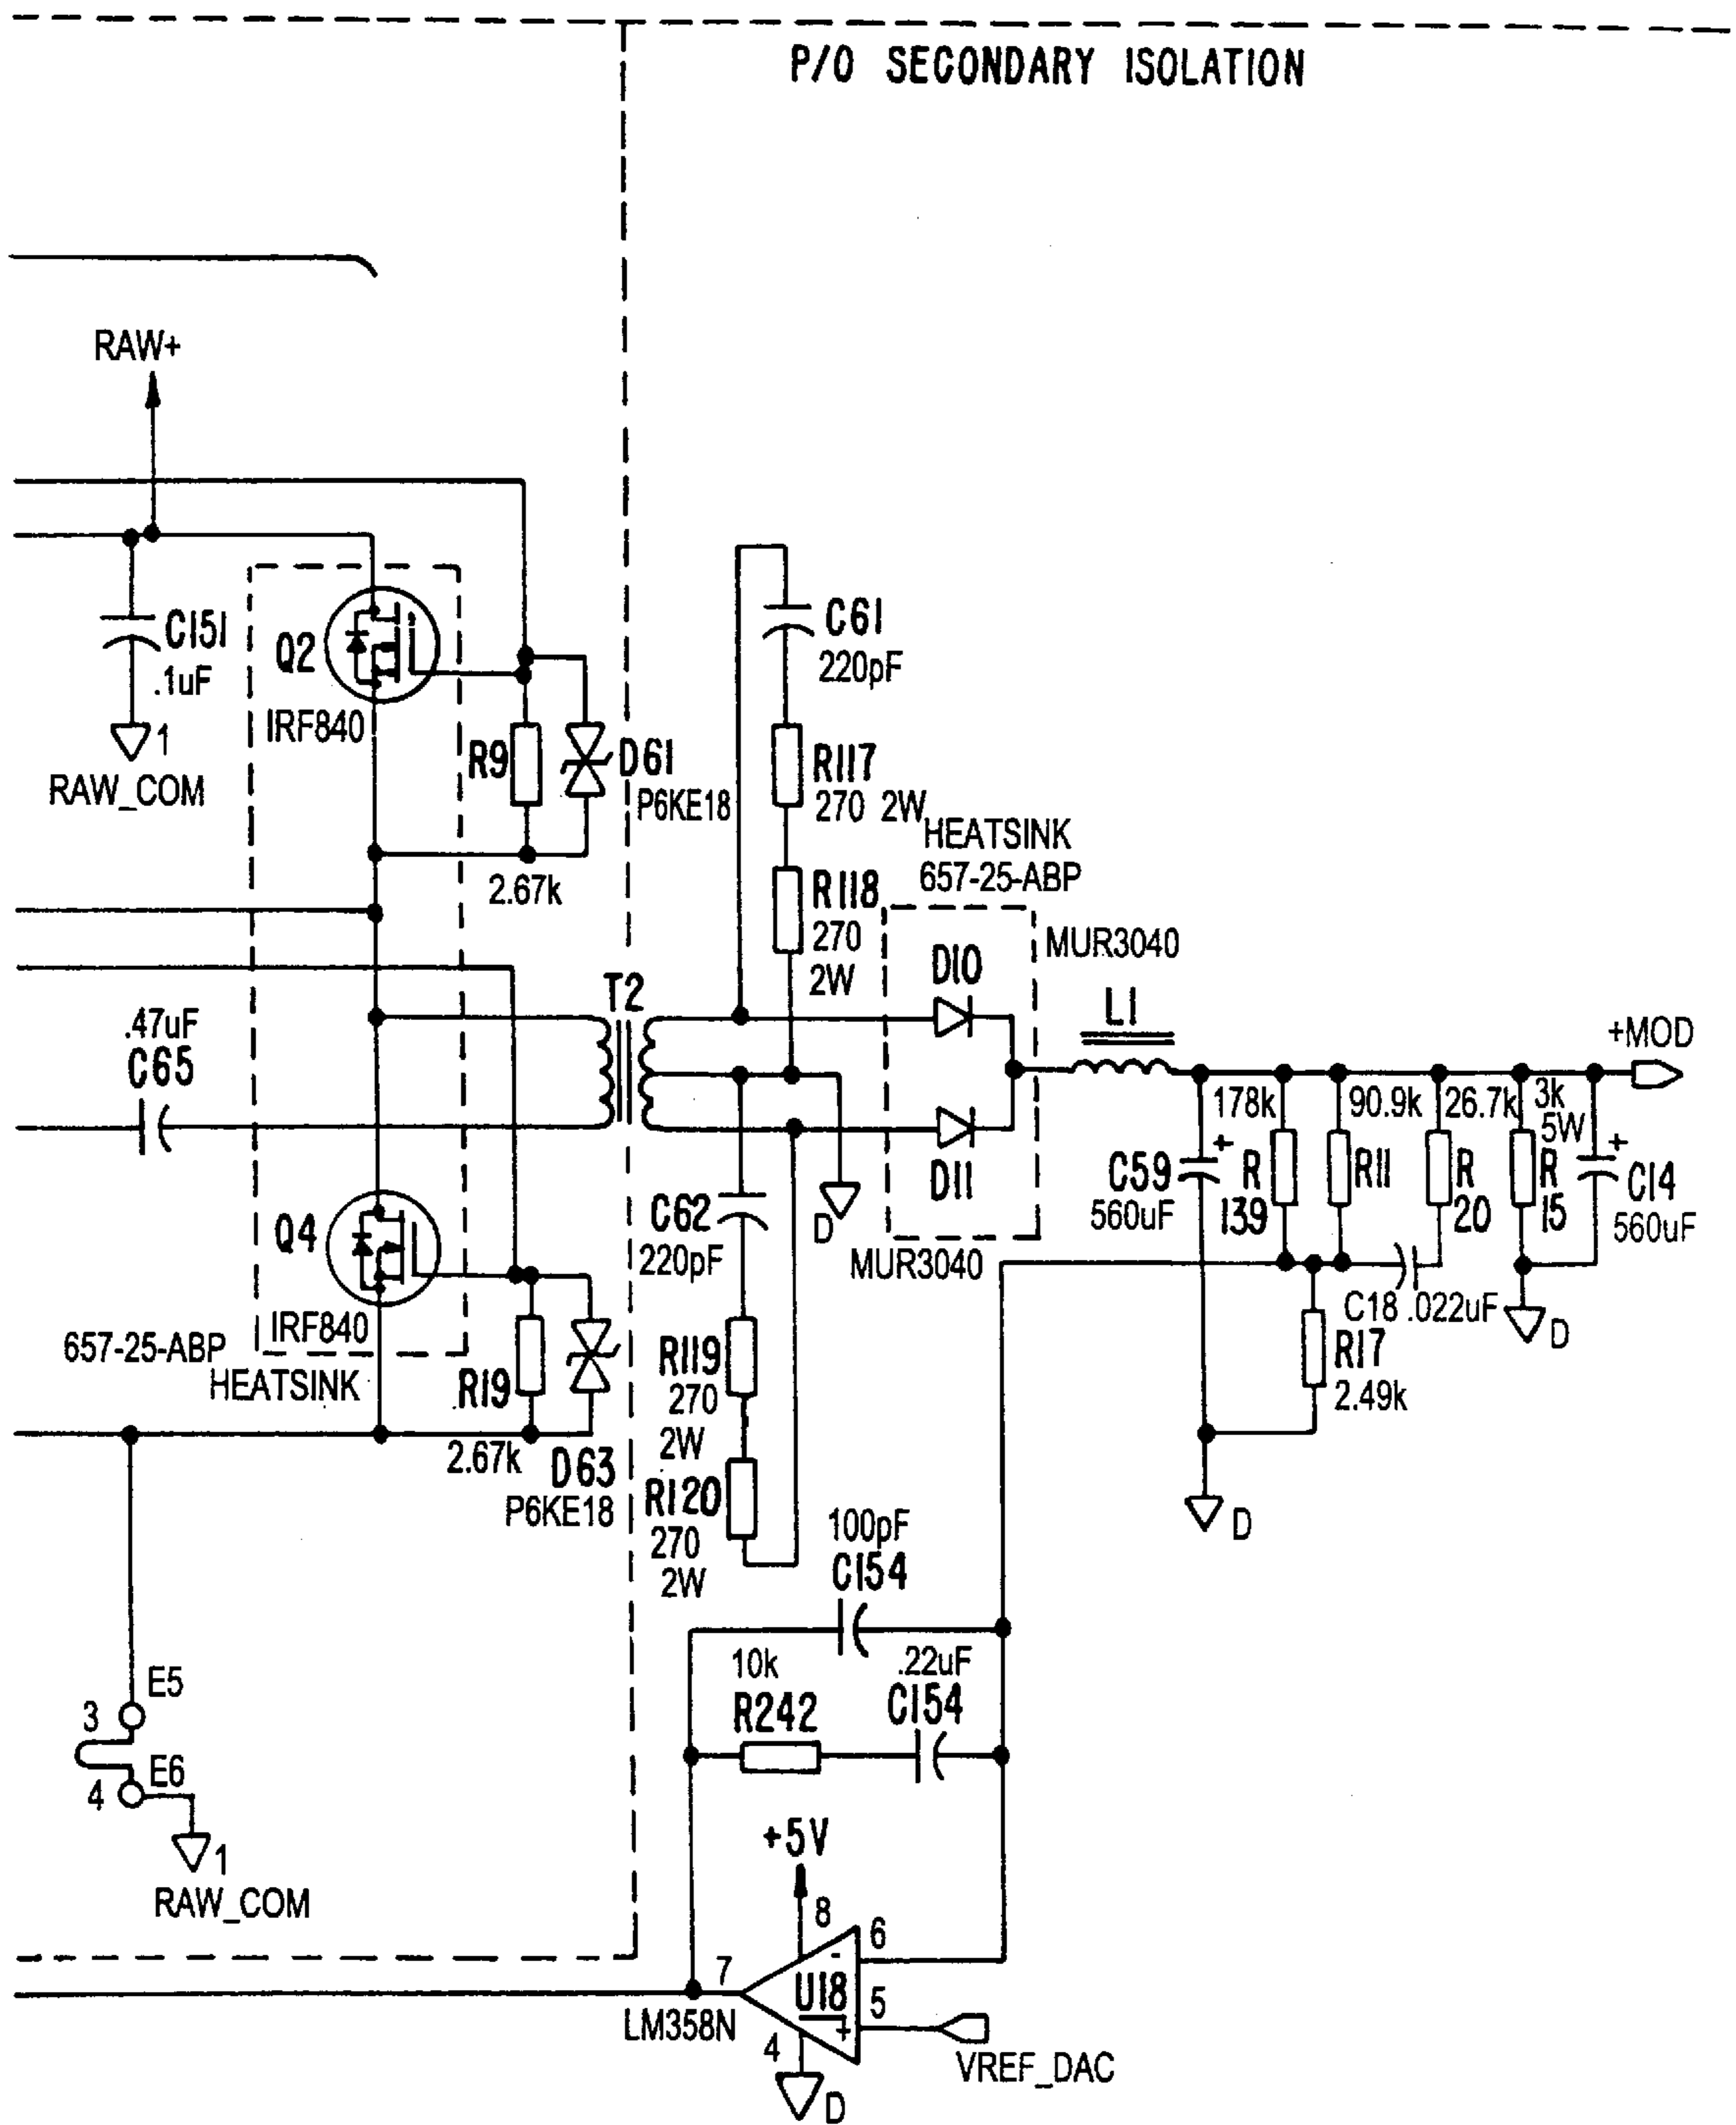 P/O SECONDARY ISOLATION
RAW+
C151
.1uF
1
RAW_COM
Q2
IRF840
R9
2.67k
D61
P6KE18
C61
220pF
R117
270 2W
R118
270
2W
HEATSINK
657-25-ABP
MUR3040
D10
D11
MUR3040
T2
.47uF
C65
L1
+MOD
178k
90.9k
26.7k
3k
5W
+
+
C59
560uF
R
139
R11
R
20
R
15
C14
560uF
D
C62
220pF
D
C18 .022uF
R17
2.49k
D
Q4
IRF840
657-25-ABP
HEATSINK
R19
2.67k
D63
P6KE18
R119
270
2W
R120
270
2W
100pF
C154
10k
R242
.22uF
C154
3
E5
4
E6
1
RAW_COM
+5V
8
-
6
7
U18
5
+
LM358N
4
D
VREF_DAC